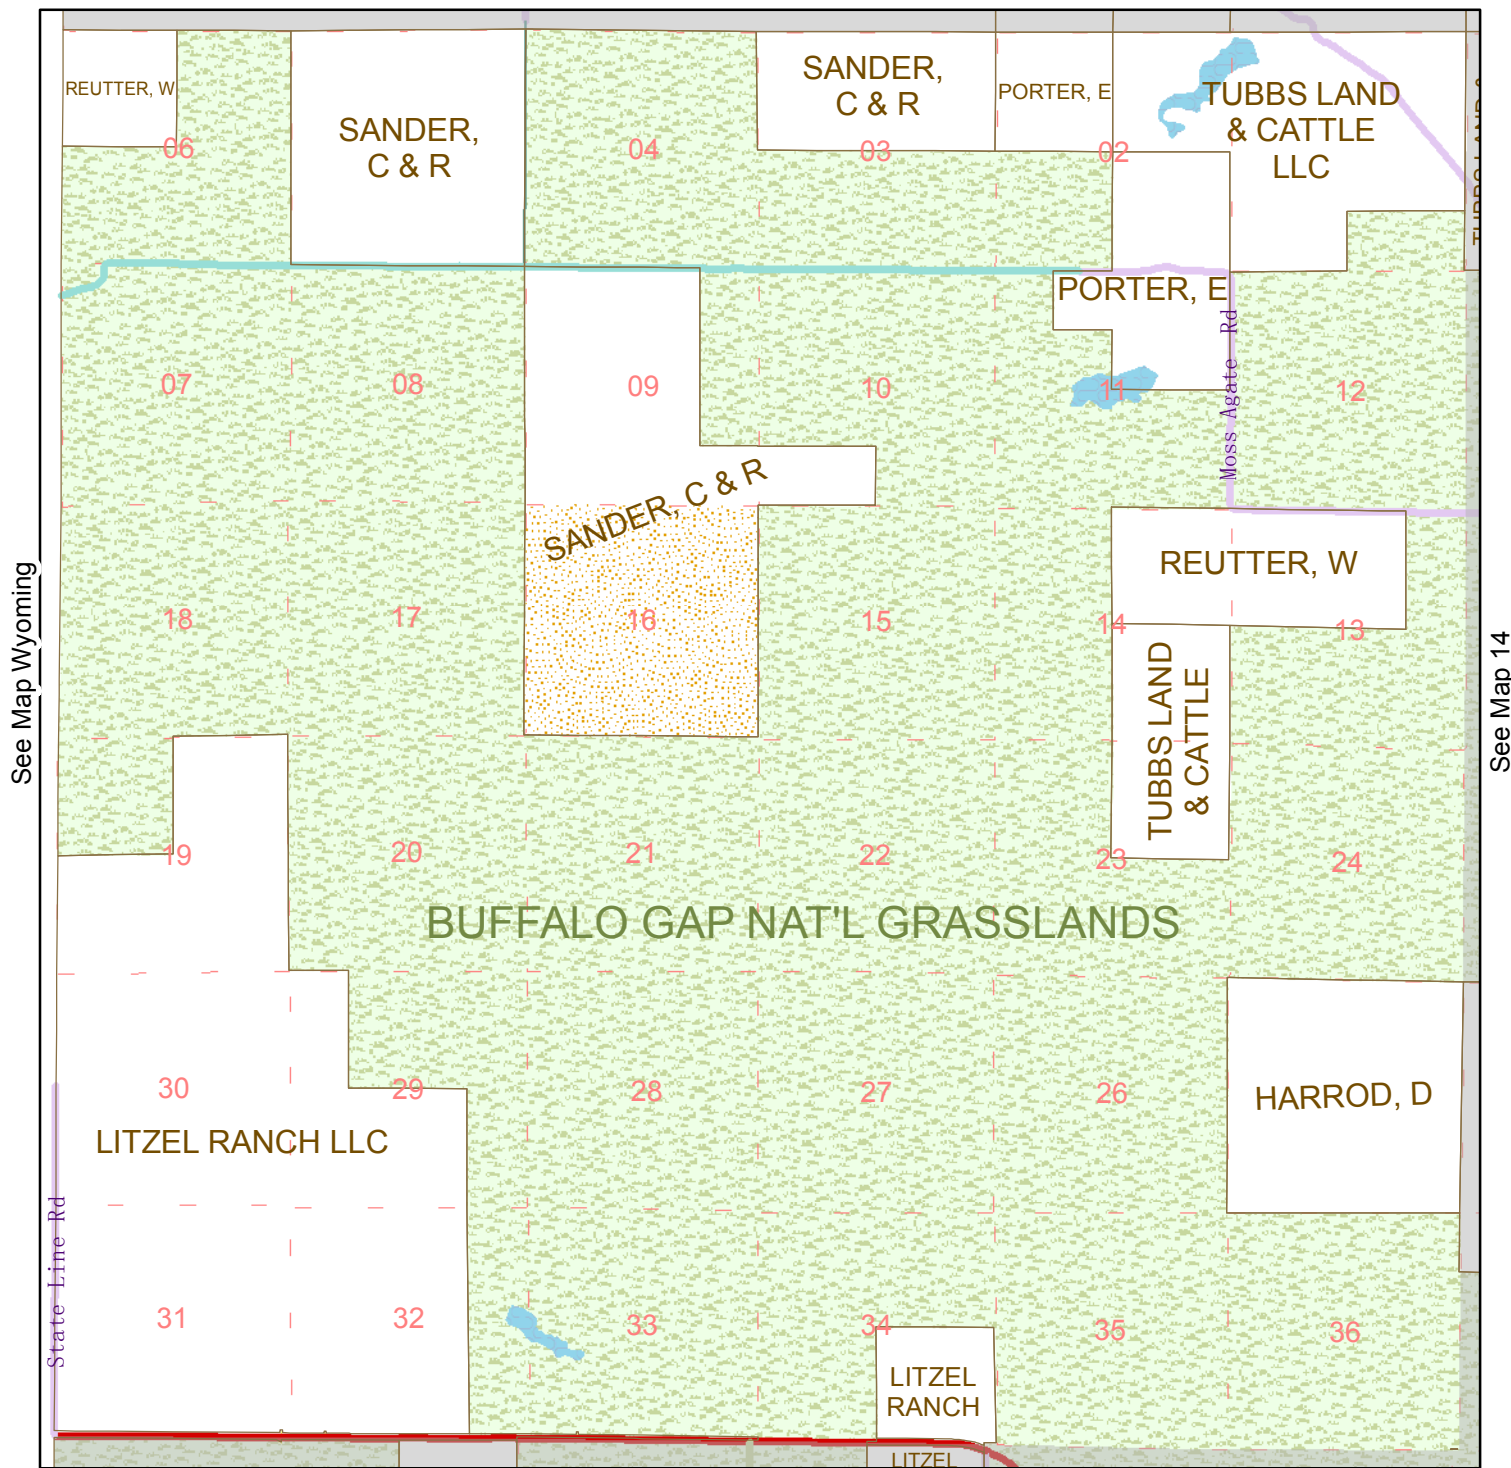 REUTTER, W
SANDER,
C & R
SANDER,
C & R
PORTER, E
TUBBS LAND
& CATTLE
LLC
TUBBS LAND &
06
04
03
02
PORTER, E
Moss Agate Rd
07
08
09
10
11
12
SANDER, C & R
REUTTER, W
18
17
16
15
14
13
See Map Wyoming
See Map 14
TUBBS LAND
& CATTLE
19
20
21
22
23
24
BUFFALO GAP NAT'L GRASSLANDS
30
29
28
27
26
HARROD, D
LITZEL RANCH LLC
State Line Rd
31
32
33
34
35
36
LITZEL
RANCH
LITZEL